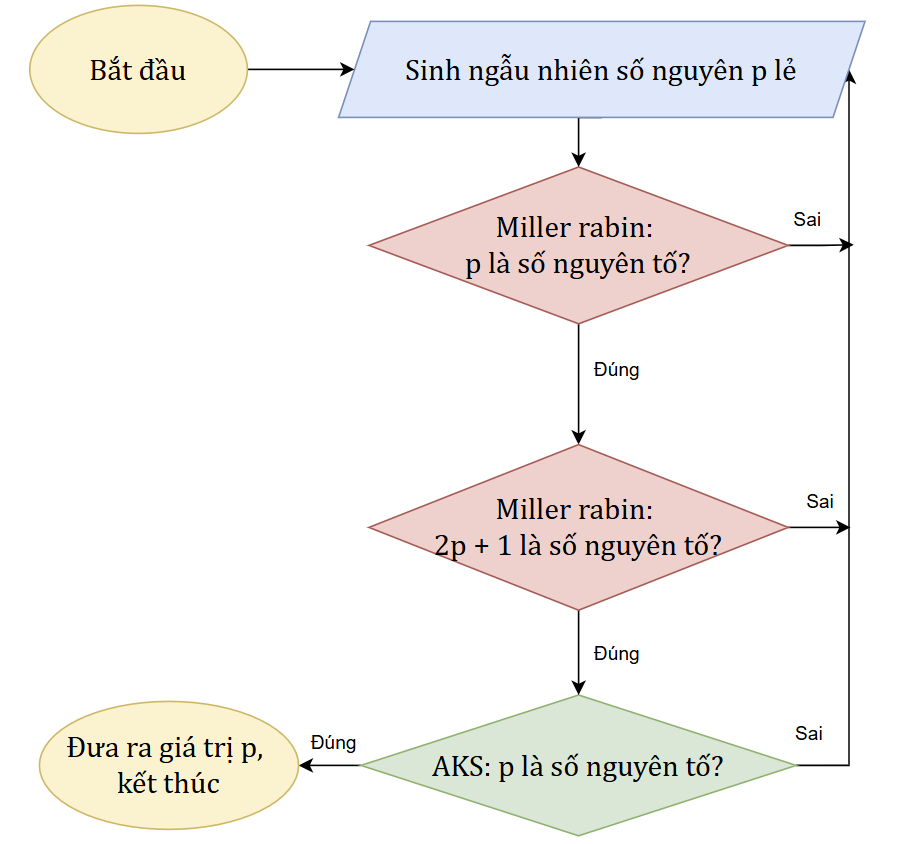 Bắt đầu
Sinh ngẫu nhiên số nguyên p lẻ
Miller rabin:
p là số nguyên tố?
Sai
Đúng
Miller rabin:
2p + 1 là số nguyên tố?
Sai
Đúng
AKS: p là số nguyên tố?
Sai
Đúng
Đưa ra giá trị p,
kết thúc